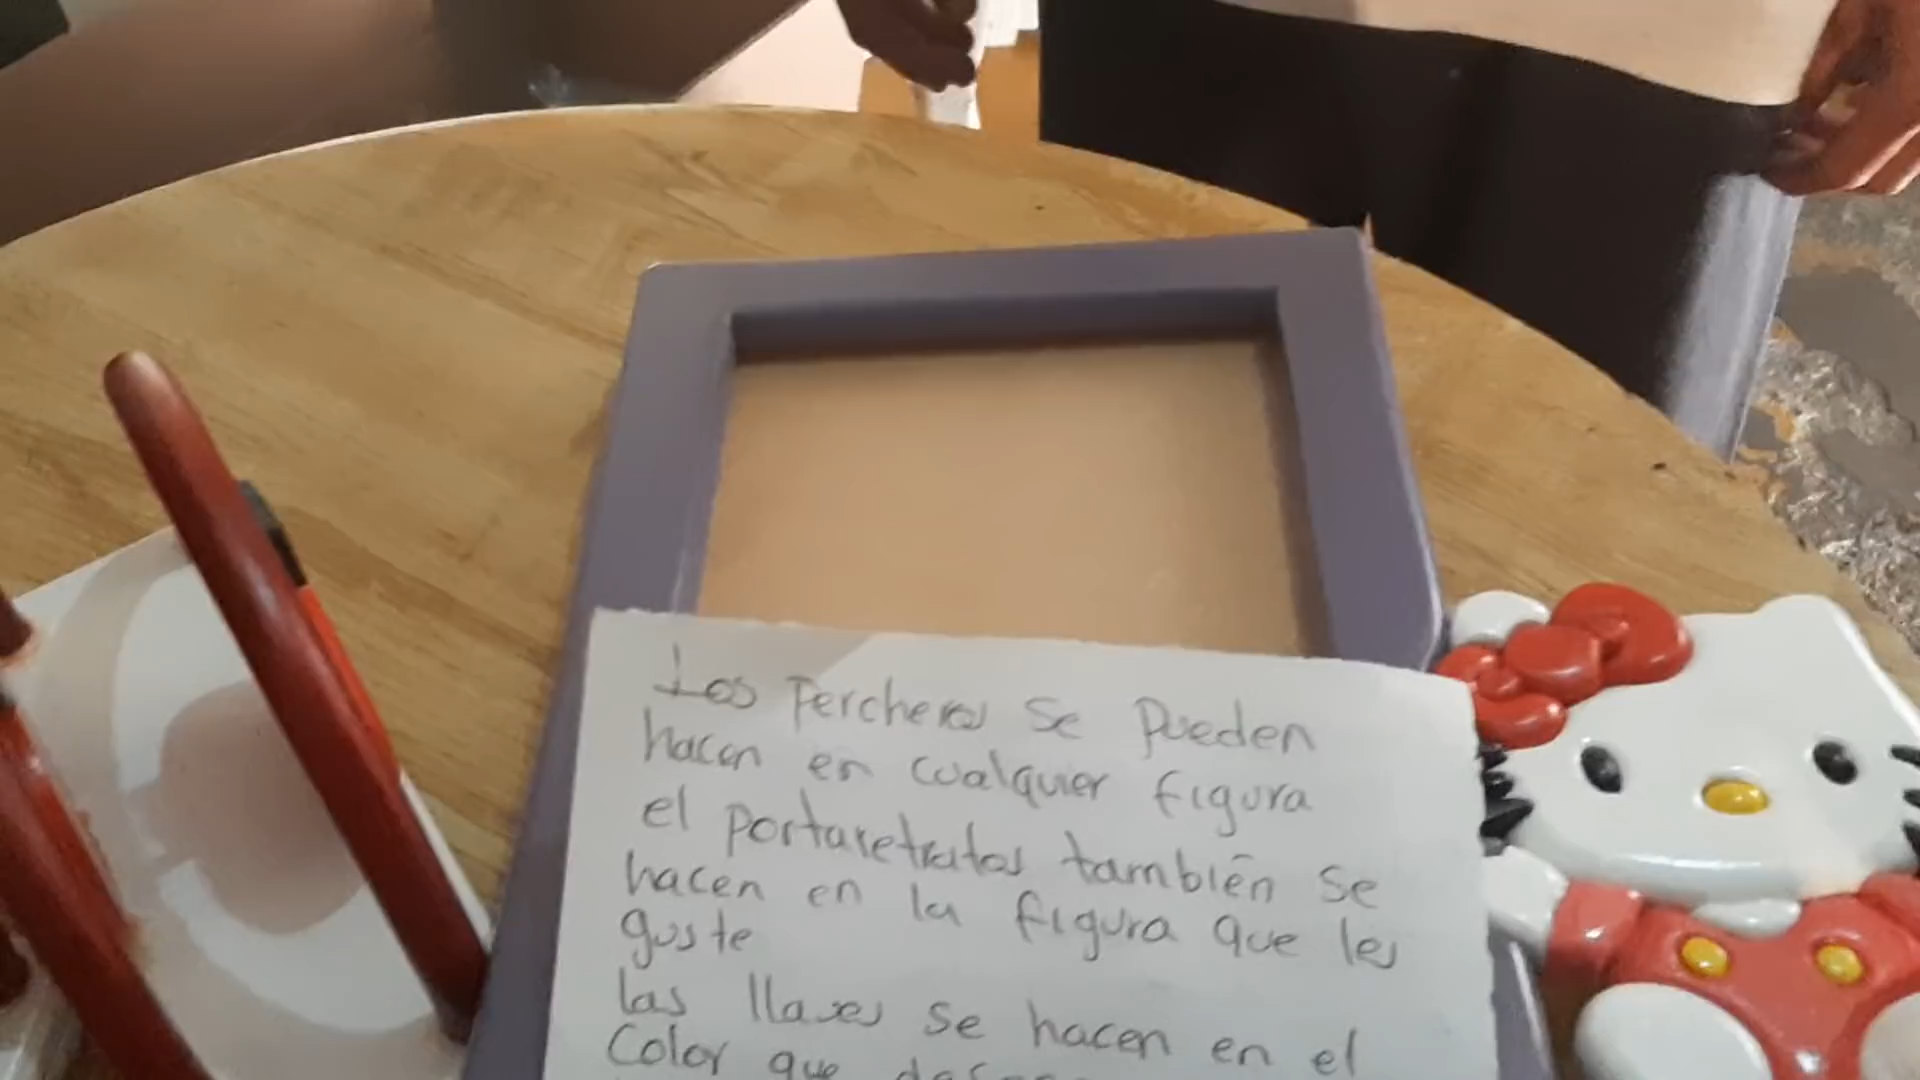 Los Percheros se pueden
hacen en cualquier figura
el portaretratos también se
hacen en la figura que les
guste
las llaves se hacen en el
Color que